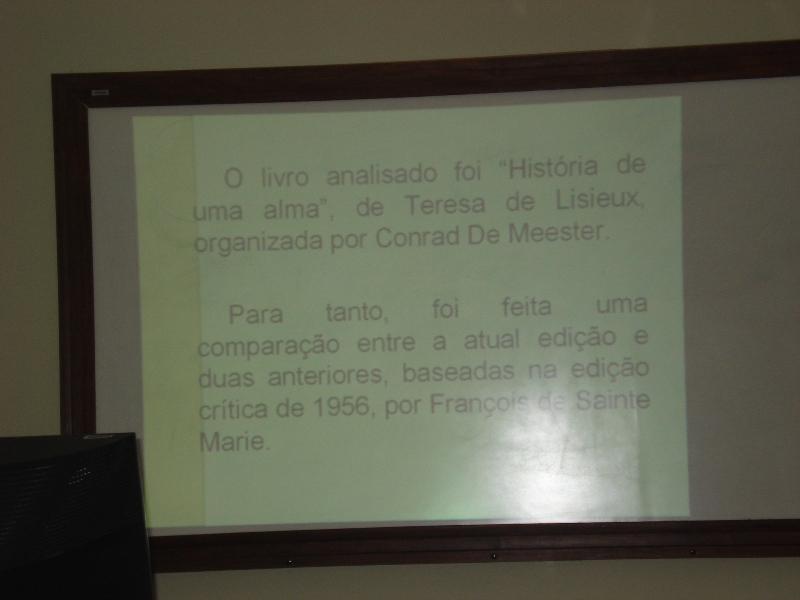 O livro analisado foi “História de
uma alma”, de Teresa de Lisieux,
organizada por Conrad De Meester.
Para tanto, foi feita uma
comparação entre a atual edição e
duas anteriores, baseadas na edição
crítica de 1956, por François de Sainte
Marie.